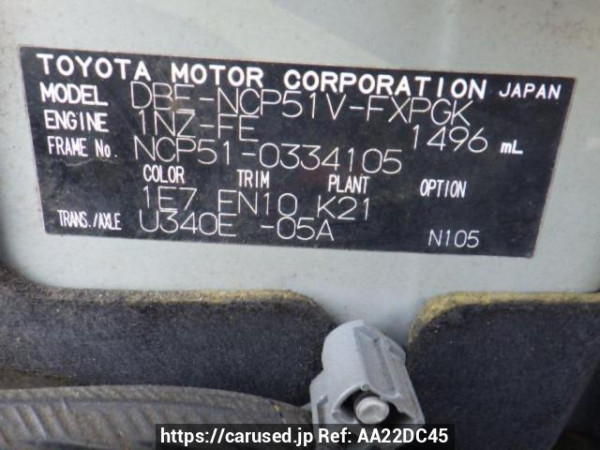 TOYOTA MOTOR CORPORATION JAPAN
MODEL DBE-NCP51V-FXPGK
ENGINE 1NZ-FE 1496 mL
FRAME No. NCP51-0334105
COLOR TRIM PLANT OPTION
1E7 EN10 K21
TRANS./AXLE U340E -05A N105
https://carused.jp Ref: AA22DC45